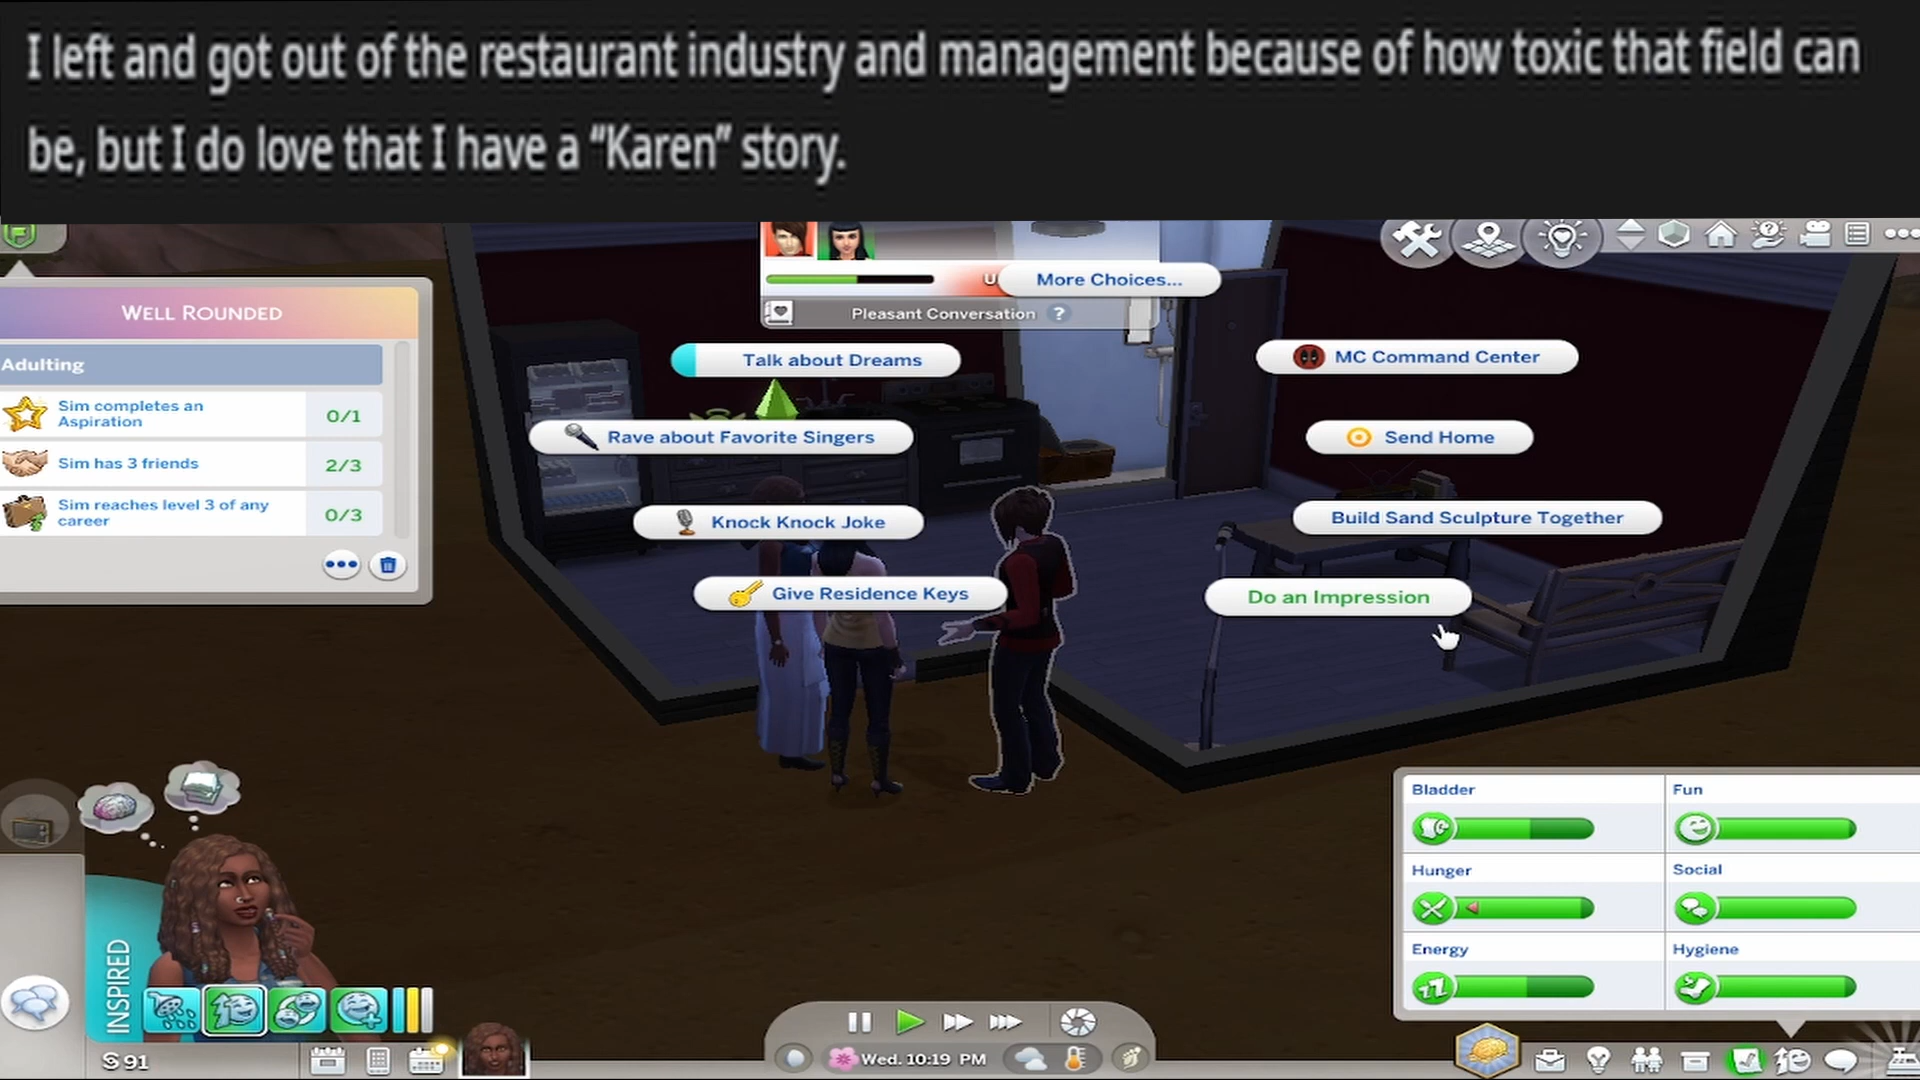 I left and got out of the restaurant industry and management because of how toxic that field can
be, but I do love that I have a “Karen” story.
More Choices...
Pleasant Conversation ?
WELL ROUNDED
Adulting
Sim completes an
Aspiration
0/1
Sim has 3 friends
2/3
Sim reaches level 3 of any
career
0/3
Talk about Dreams
MC Command Center
Rave about Favorite Singers
Send Home
Knock Knock Joke
Build Sand Sculpture Together
Give Residence Keys
Do an Impression
Bladder
Fun
Hunger
Social
Energy
Hygiene
INSPIRED
§ 91
Wed. 10:19 PM